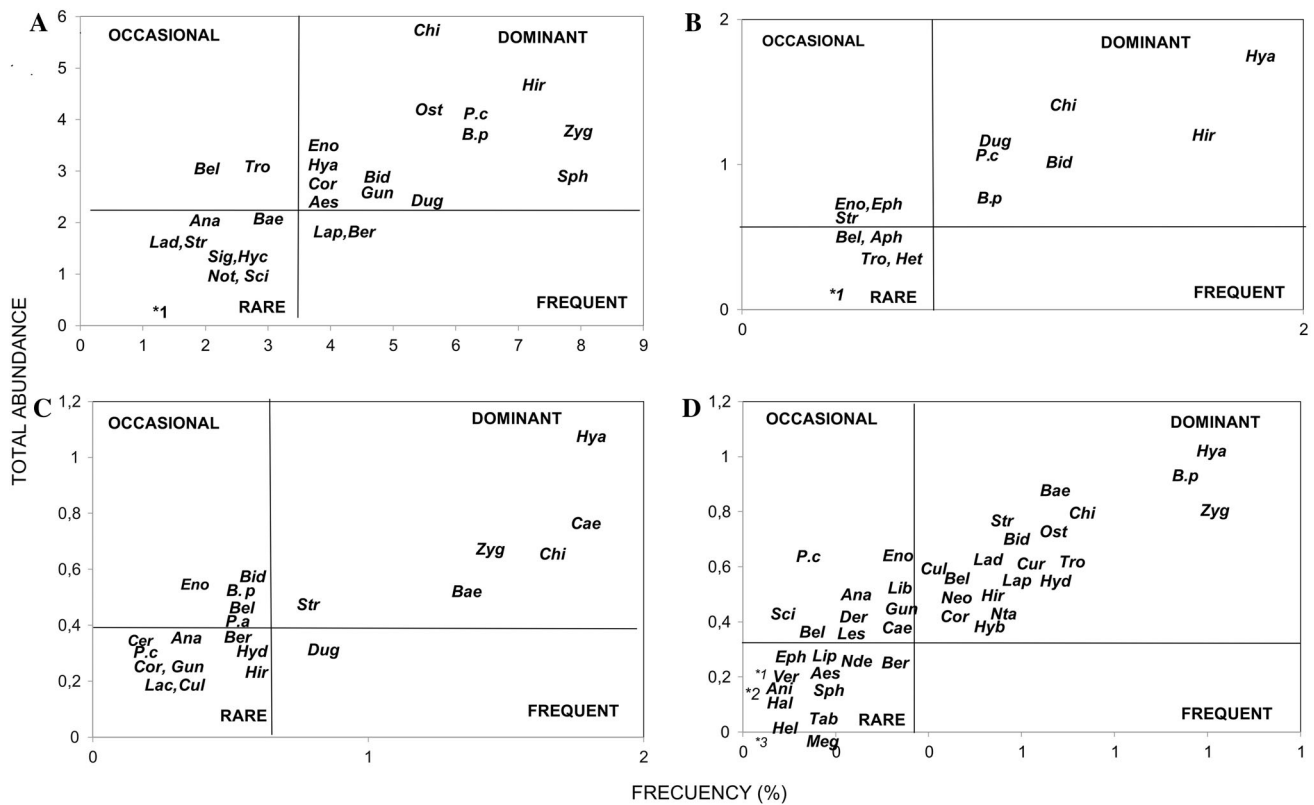 A
OCCASIONAL
DOMINANT
Chi
Hir
Ost
P.c
B.p
Zyg
Eno
Hya
Cor
Aes
Bel
Tro
Bid
Gun
Sph
Dug
Ana
Bae
Lap,Ber
Lad,Str
Sig,Hyc
Not, Sci
*1
RARE
FREQUENT
6
5
4
3
2
1
0
0 1 2 3 4 5 6 7 8 9
B
OCCASIONAL
DOMINANT
Hya
Chi
Hir
Dug
P.c
Bid
B.p
Eno,Eph
Str
Bel, Aph
Tro, Het
*1
RARE
FREQUENT
2
1
0
0 2
C
OCCASIONAL
DOMINANT
Hya
Cae
Zyg
Chi
Bae
Str
Eno
Bid
B.p
Bel
P.a
Cer
Ana
Ber
P.c
Hyd
Dug
Cor, Gun
Hir
Lac,Cul
RARE
FREQUENT
1,2
1
0,8
0,6
0,4
0,2
0
0 1 2
D
OCCASIONAL
DOMINANT
Hya
B.p
Bae
Zyg
Str
Chi
Bid
Ost
P.c
Eno
Cul
Lad
Cur
Tro
Bel
Lap
Hyd
Ana
Lib
Neo
Hir
Sci
Der
Gun
Cor
Nta
Bel
Les
Cae
Hyb
Eph
Lip
Nde
Ber
*1
Ver
Aes
*2
Ani
Sph
Hal
Hel
Tab
RARE
FREQUENT
*3
Meg
1,2
1
0,8
0,6
0,4
0,2
0
0 0 0 1 1 1 1
TOTAL ABUNDANCE
FRECUENCY (%)